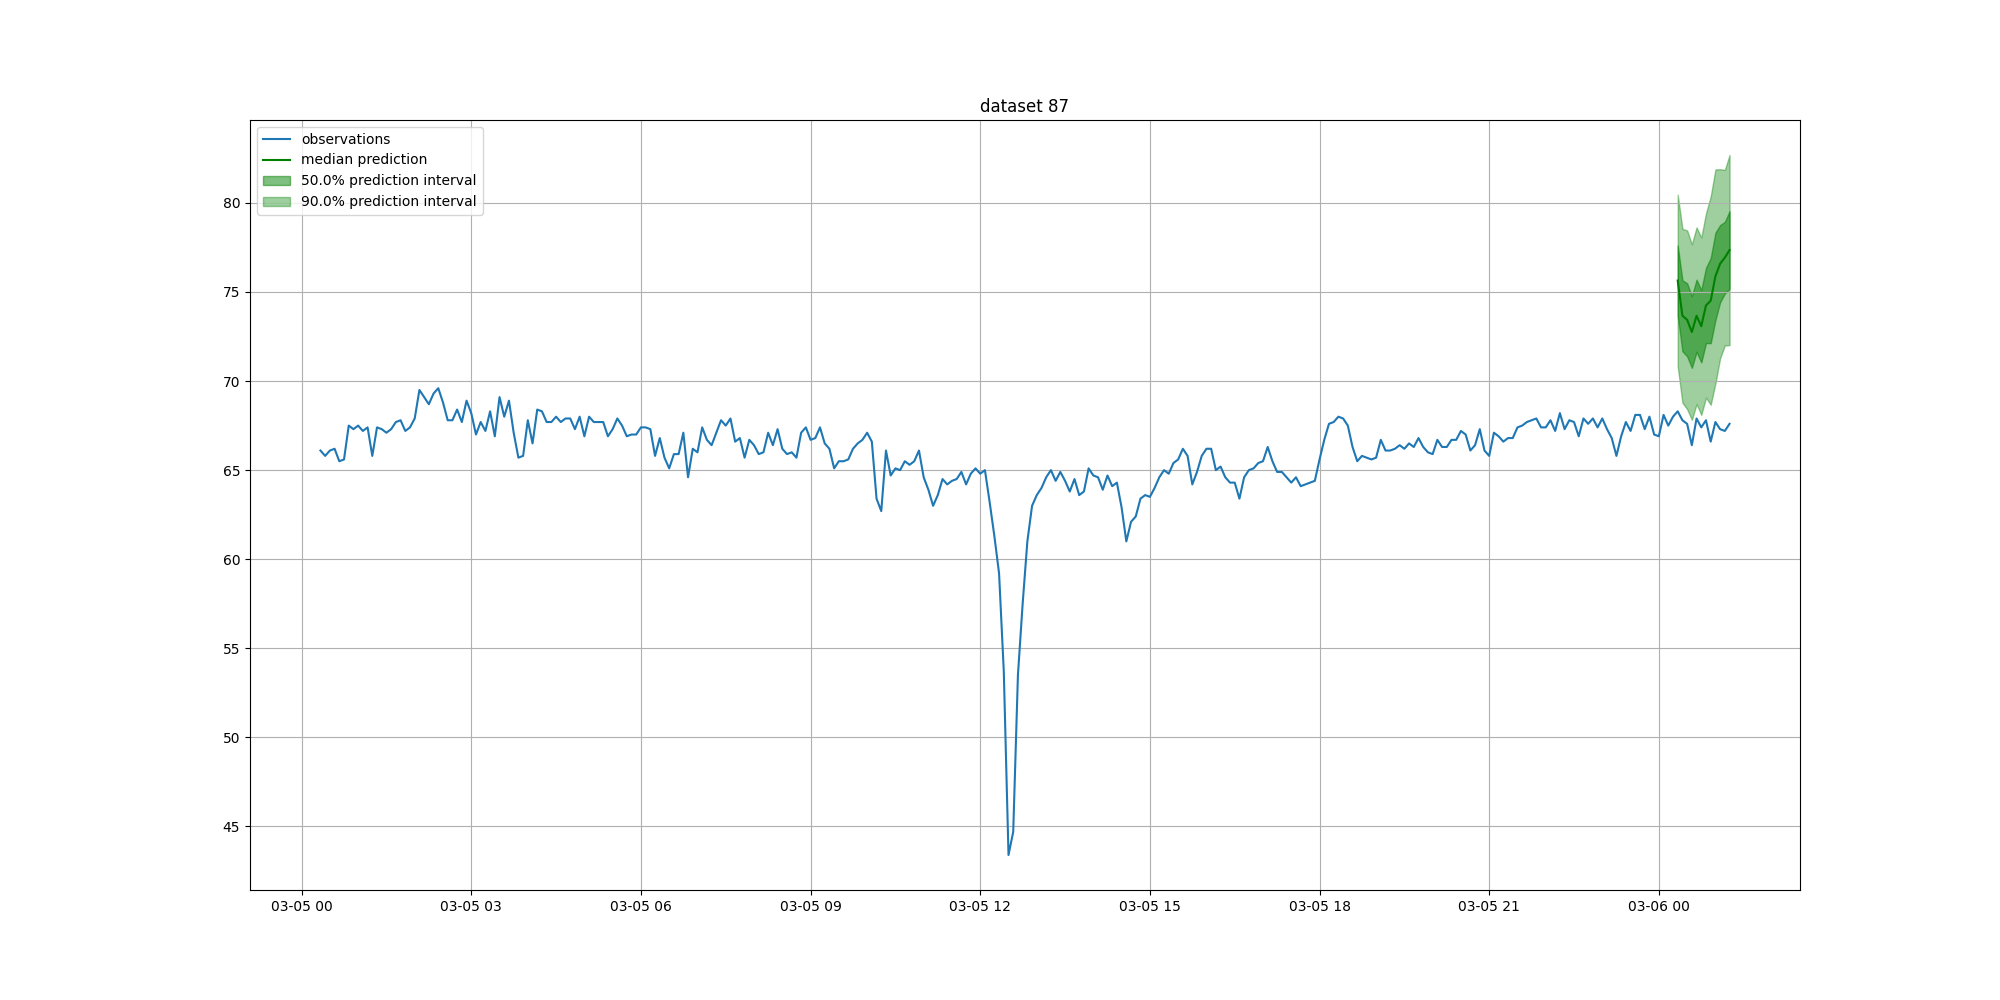 dataset 87
observations
median prediction
50.0% prediction interval
90.0% prediction interval
80
75
70
65
60
55
50
45
03-05 00 03-05 03 03-05 06 03-05 09 03-05 12 03-05 15 03-05 18 03-05 21 03-06 00